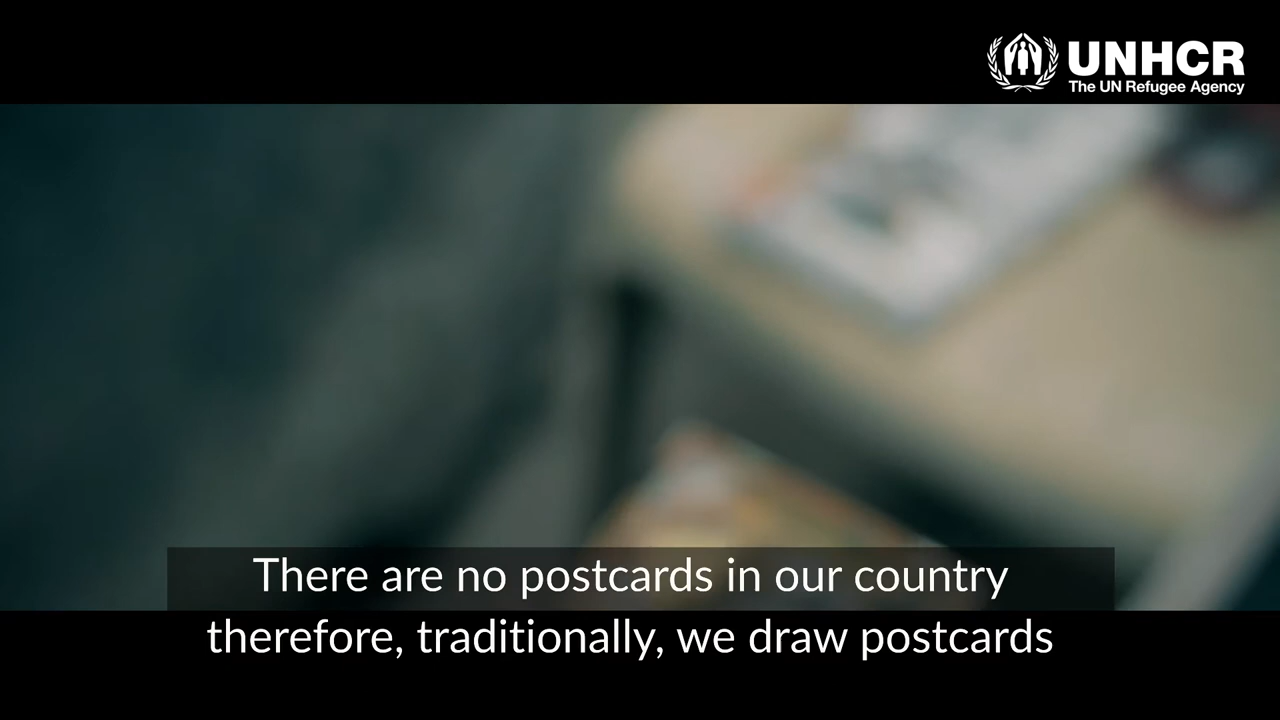 UNHCR
The UN Refugee Agency
There are no postcards in our country
therefore, traditionally, we draw postcards